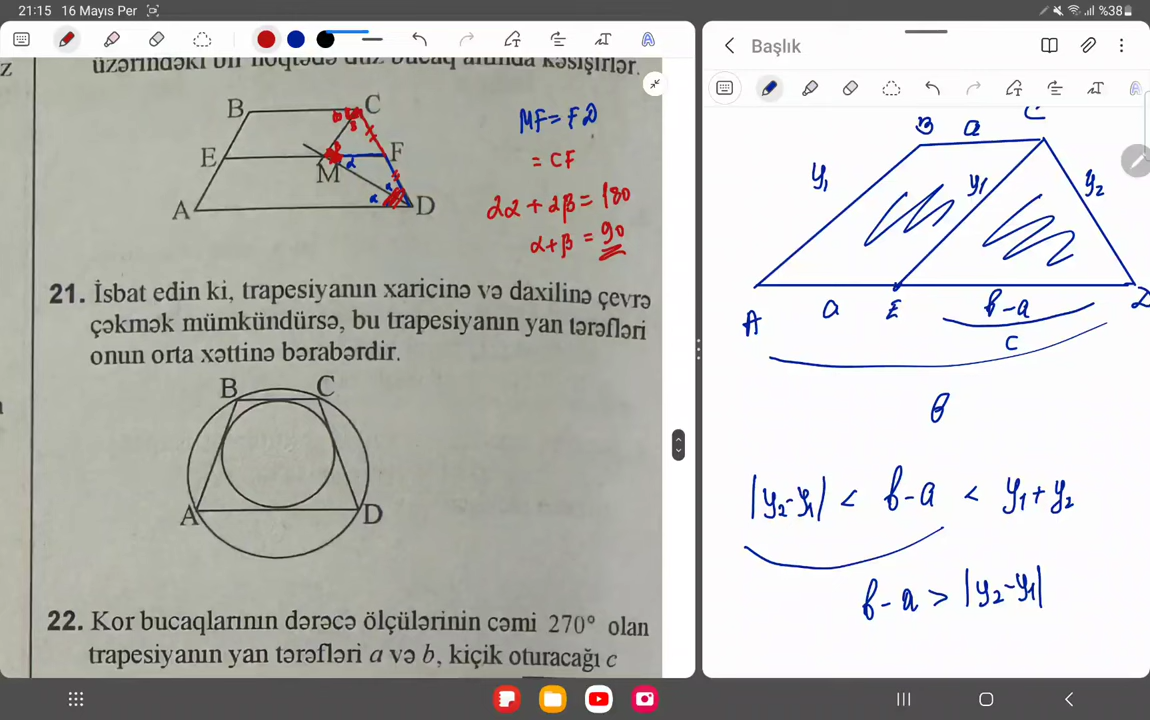 21:15 16 Mayıs Per
%38
z
üzərindəki bir nöqtədə düz bucaq altında kəsişirlər.
B C
E M F
A D
α
MF = FD
= CF
2α + 2β = 180
α+β = 90
21. İsbat edin ki, trapesiyanın xaricinə və daxilinə çevrə
çəkmək mümkündürsə, bu trapesiyanın yan tərəfləri
onun orta xəttinə bərabərdir.
B C
A D
22. Kor bucaqlarının dərəcə ölçülərinin cəmi 270° olan
trapesiyanın yan tərəfləri a və b, kiçik oturacağı c
Başlık
B a C
y₁ y₁ y₂
A a E b-a D
c
b
|y₂-y₁| < b-a < y₁+y₂
b-a > |y₂-y₁|